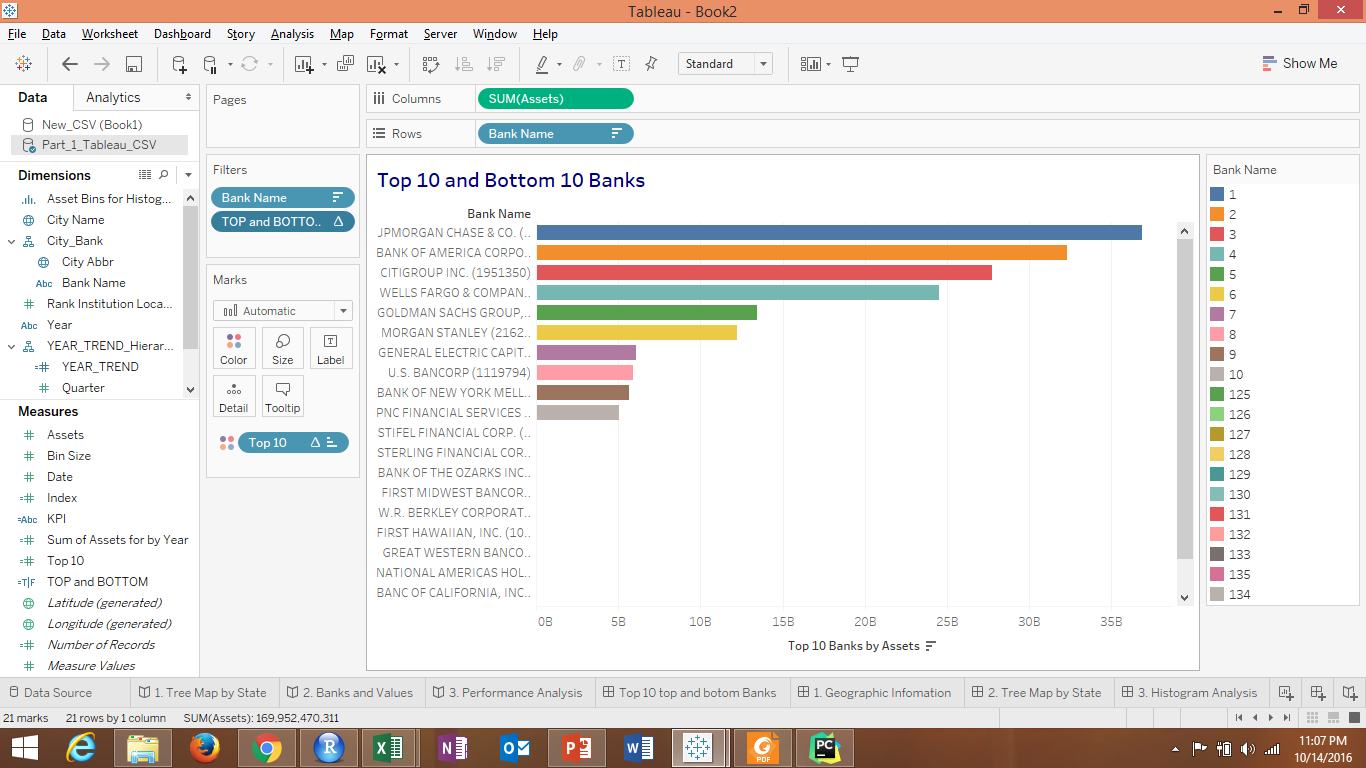 Tableau - Book2
File Data Worksheet Dashboard Story Analysis Map Format Server Window Help
Standard
Show Me
Data Analytics
New_CSV (Book1)
Part_1_Tableau_CSV
Dimensions
Asset Bins for Histog...
City Name
City_Bank
City Abbr
Abc Bank Name
Rank Institution Loca...
Abc Year
YEAR_TREND_Hierar...
YEAR_TREND
Quarter
Measures
Assets
Bin Size
Date
Index
=Abc KPI
Sum of Assets for by Year
Top 10
=T|F TOP and BOTTOM
Latitude (generated)
Longitude (generated)
Number of Records
Measure Values
Pages
Filters
Bank Name
TOP and BOTTO..
Marks
Automatic
Color Size Label
Detail Tooltip
Top 10
Columns SUM(Assets)
Rows Bank Name
Top 10 and Bottom 10 Banks
Bank Name
JPMORGAN CHASE & CO. (..
BANK OF AMERICA CORPO..
CITIGROUP INC. (1951350)
WELLS FARGO & COMPAN..
GOLDMAN SACHS GROUP,..
MORGAN STANLEY (2162..
GENERAL ELECTRIC CAPIT..
U.S. BANCORP (1119794)
BANK OF NEW YORK MELL..
PNC FINANCIAL SERVICES ..
STIFEL FINANCIAL CORP. (..
STERLING FINANCIAL COR..
BANK OF THE OZARKS INC..
FIRST MIDWEST BANCOR..
W.R. BERKLEY CORPORAT..
FIRST HAWAIIAN, INC. (10..
GREAT WESTERN BANCO..
NATIONAL AMERICAS HOL..
BANC OF CALIFORNIA, INC..
0B 5B 10B 15B 20B 25B 30B 35B
Top 10 Banks by Assets
Bank Name
1
2
3
4
5
6
7
8
9
10
125
126
127
128
129
130
131
132
133
135
134
Data Source 1. Tree Map by State 2. Banks and Values 3. Performance Analysis Top 10 top and botom Banks 1. Geographic Infomation 2. Tree Map by State 3. Histogram Analysis
21 marks 21 rows by 1 column SUM(Assets): 169,952,470,311
PDF
PC
11:07 PM
10/14/2016